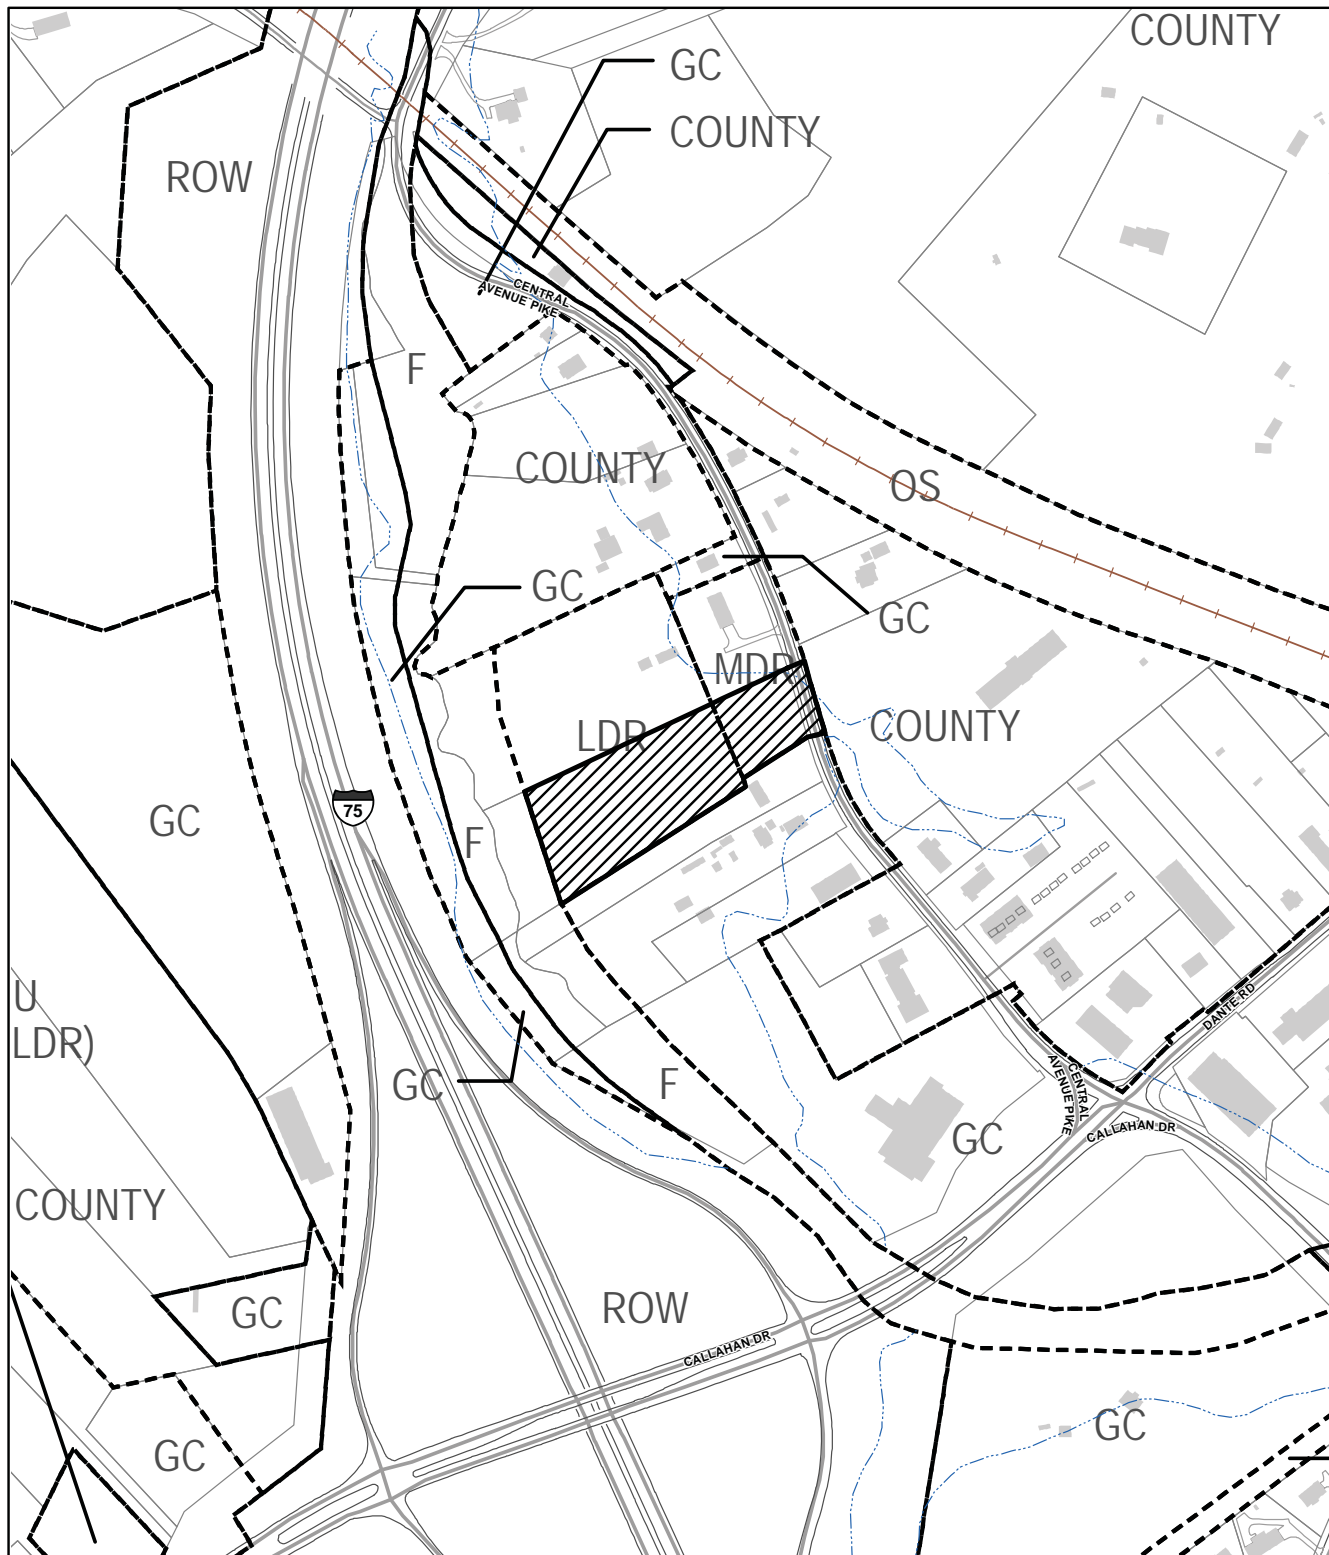 COUNTY
GC
COUNTY
ROW
CENTRAL
AVENUE PIKE
F
COUNTY
OS
GC
GC
MDR
LDR
COUNTY
75
GC
F
U
LDR)
DANTE RD
GC
F
CENTRAL
AVENUE PIKE
CALLAHAN DR
GC
COUNTY
GC
ROW
CALLAHAN DR
GC
GC